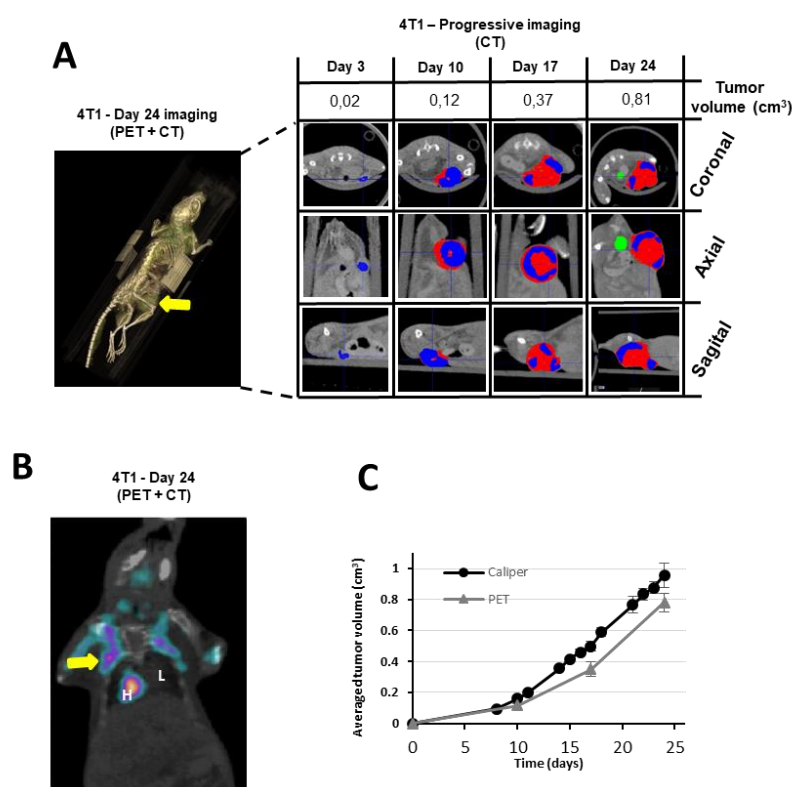 A
4T1 – Progressive imaging
(CT)
Day 3 Day 10 Day 17 Day 24
0,02 0,12 0,37 0,81
Tumor
volume (cm³)
4T1 - Day 24 imaging
(PET + CT)
Coronal
Axial
Sagital
B
4T1 - Day 24
(PET + CT)
L
H
C
Averaged tumor volume (cm³)
1
0.8
0.6
0.4
0.2
0
Caliper
PET
0 5 10 15 20 25
Time (days)